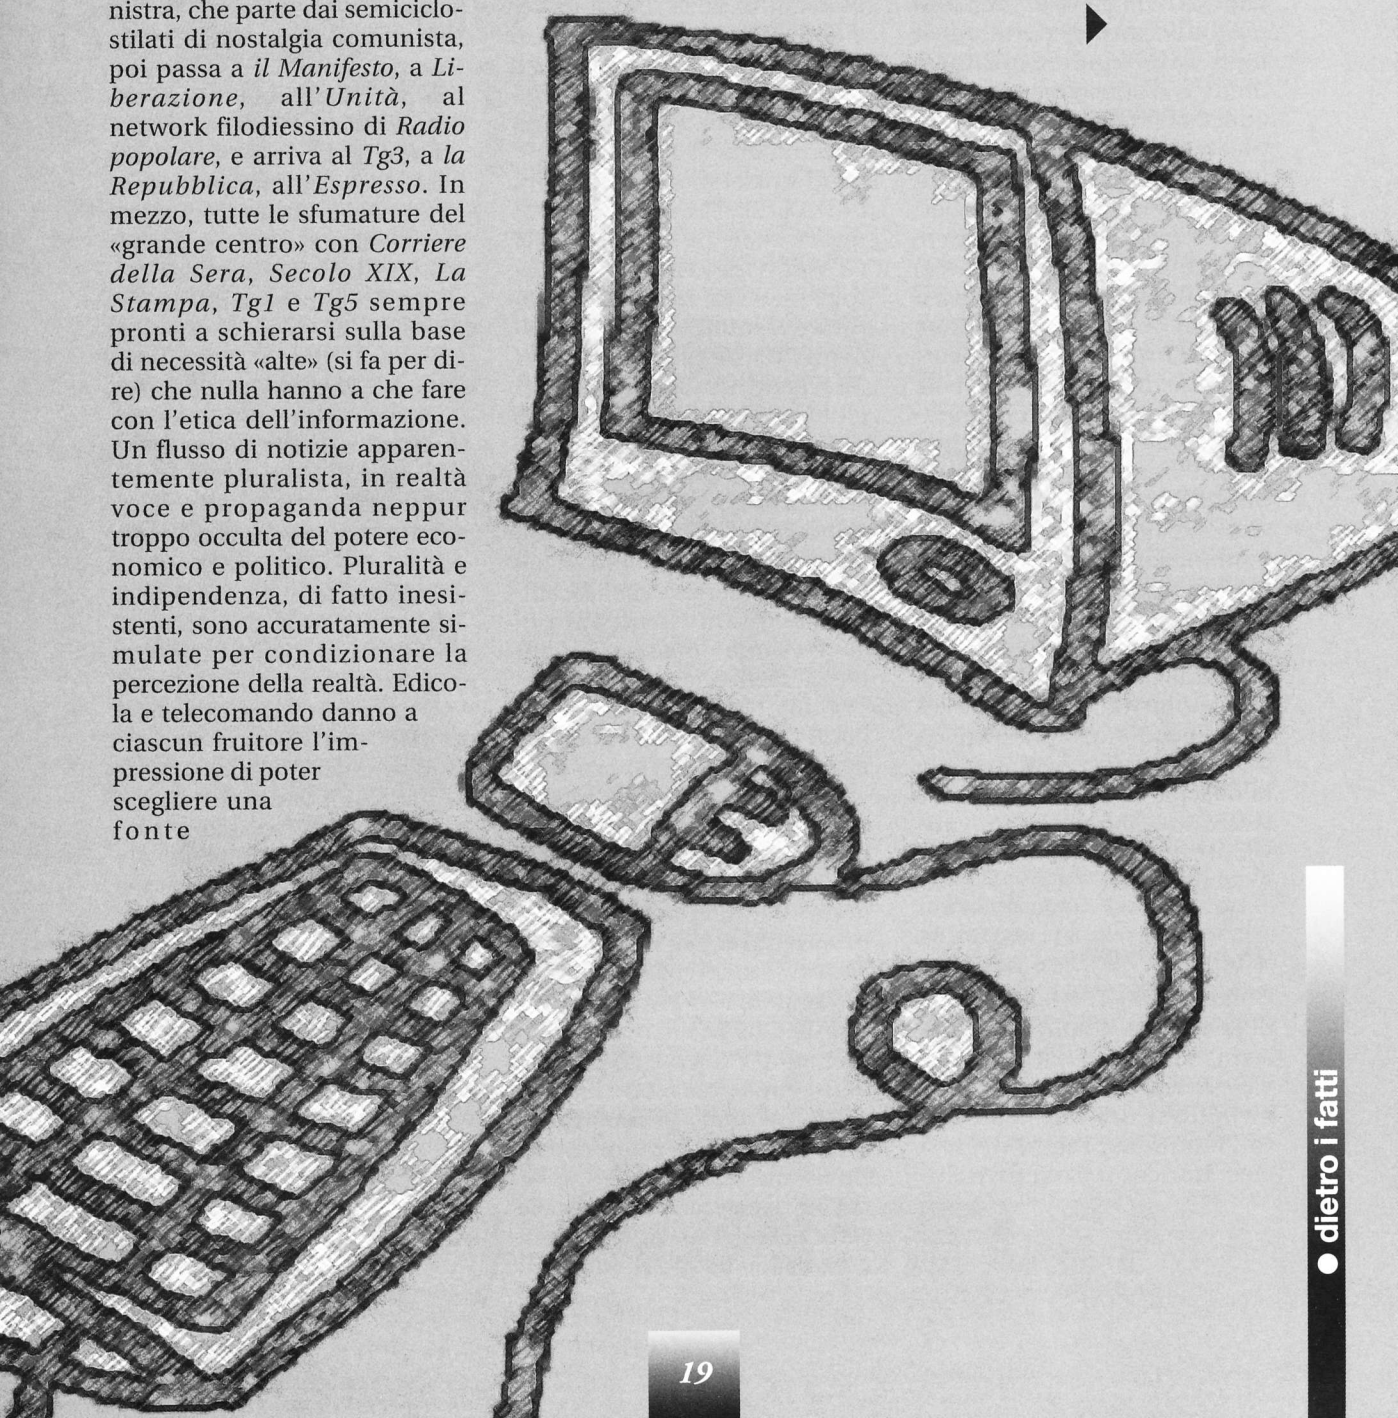 nistra, che parte dai semiciclo-
stilati di nostalgia comunista,
poi passa a il Manifesto, a Li-
berazione, all'Unità, al
network filodiessino di Radio
popolare, e arriva al Tg3, a la
Repubblica, all'Espresso. In
mezzo, tutte le sfumature del
«grande centro» con Corriere
della Sera, Secolo XIX, La
Stampa, Tg1 e Tg5 sempre
pronti a schierarsi sulla base
di necessità «alte» (si fa per di-
re) che nulla hanno a che fare
con l'etica dell'informazione.
Un flusso di notizie apparen-
temente pluralista, in realtà
voce e propaganda neppur
troppo occulta del potere eco-
nomico e politico. Pluralità e
indipendenza, di fatto inesi-
stenti, sono accuratamente si-
mulate per condizionare la
percezione della realtà. Edico-
la e telecomando danno a
ciascun fruitore l'im-
pressione di poter
scegliere una
fonte
● dietro i fatti
19